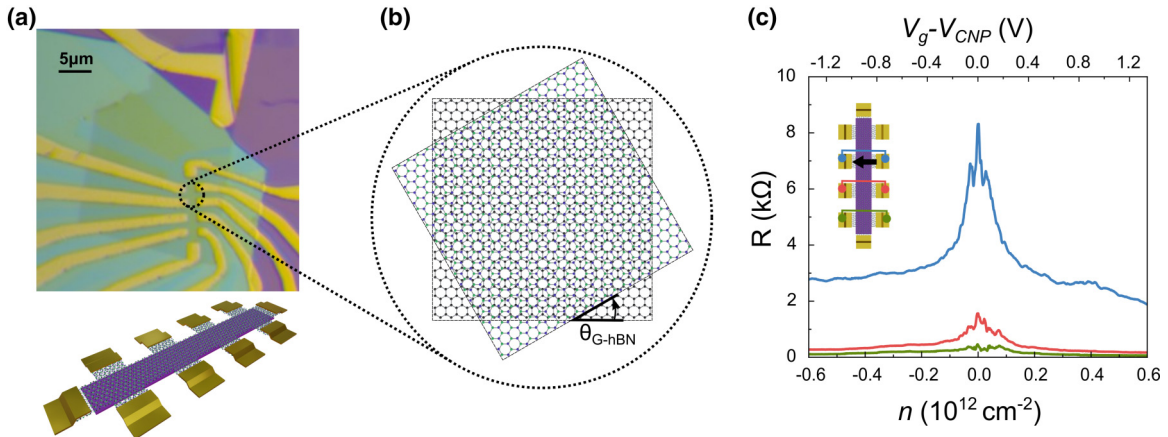 (a)
5µm
(b)
θG-hBN
(c)
Vg-VCNP (V)
-1.2 -0.8 -0.4 0.0 0.4 0.8 1.2
R (kΩ)
10
8
6
4
2
0
-0.6 -0.4 -0.2 0.0 0.2 0.4 0.6
n (10¹² cm⁻²)